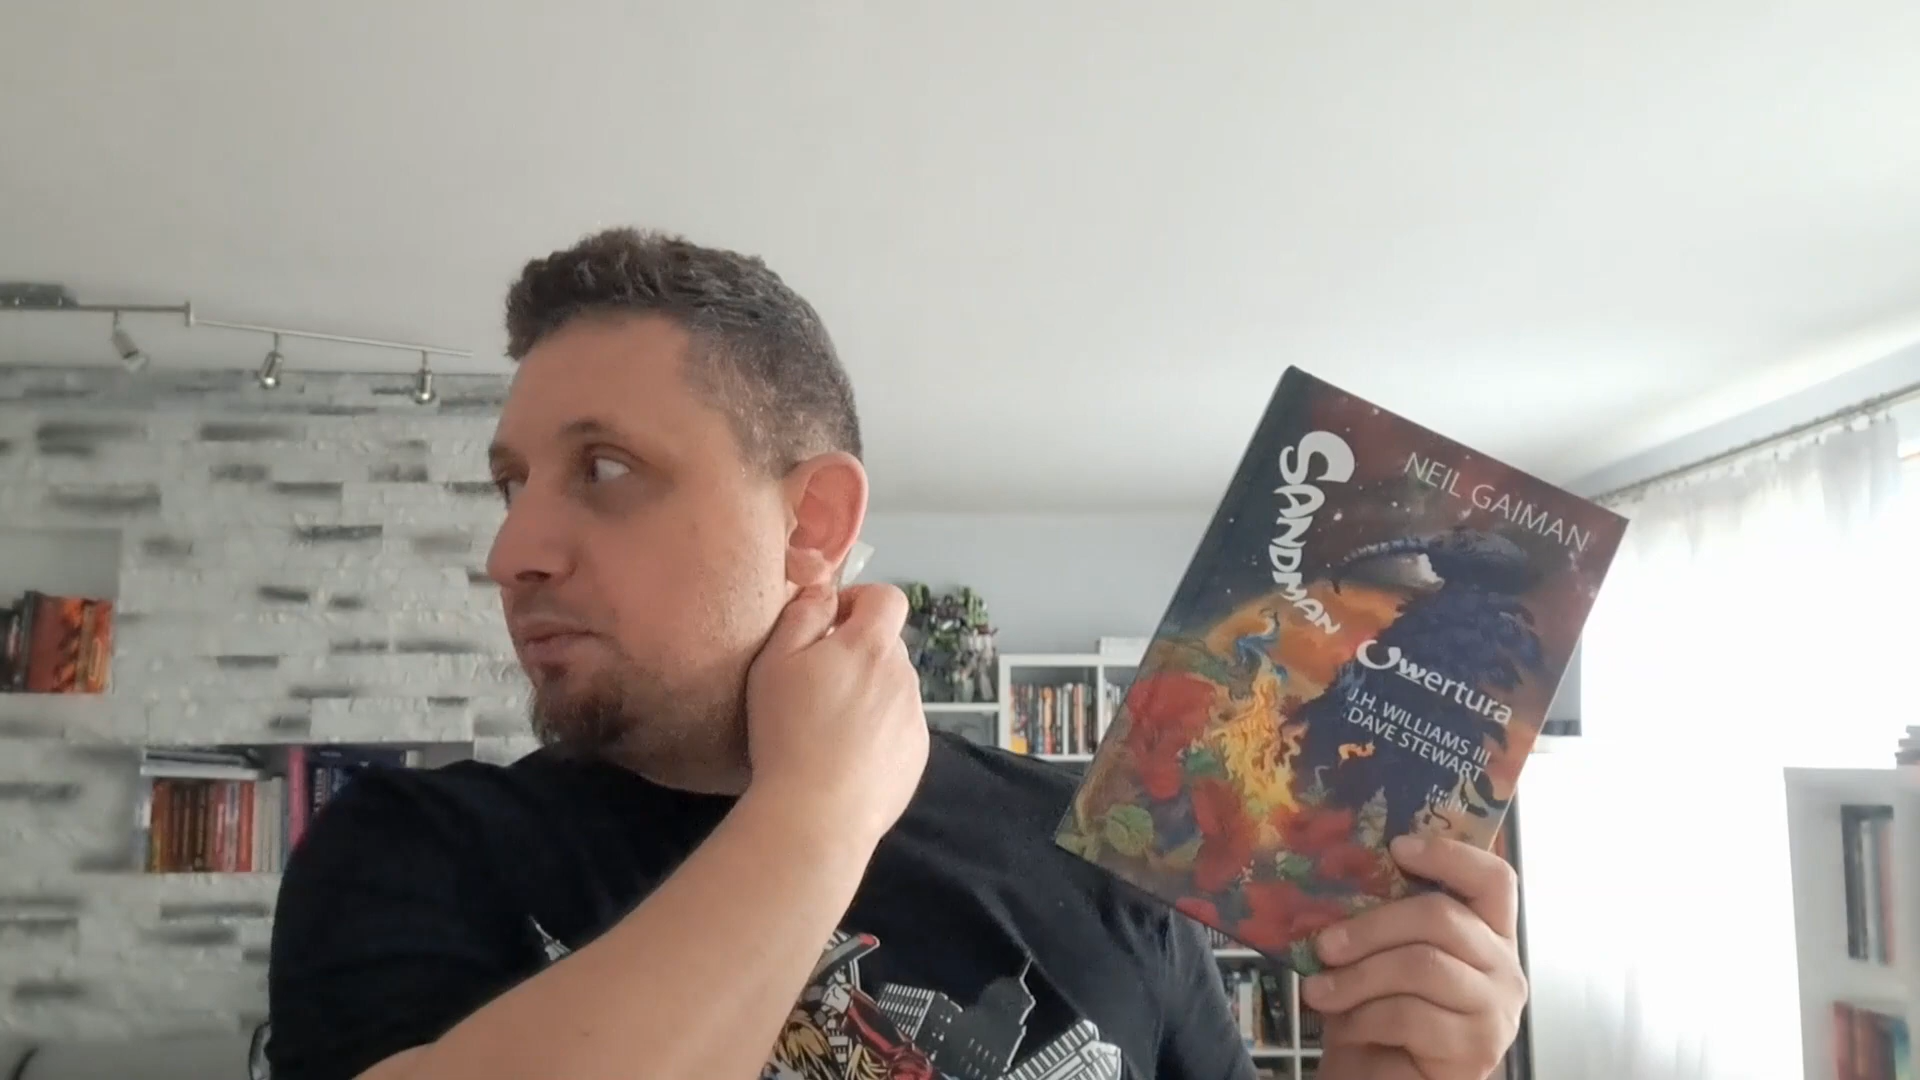 NEIL GAIMAN
SANDMAN
Uwertura
J.H. WILLIAMS III
DAVE STEWART